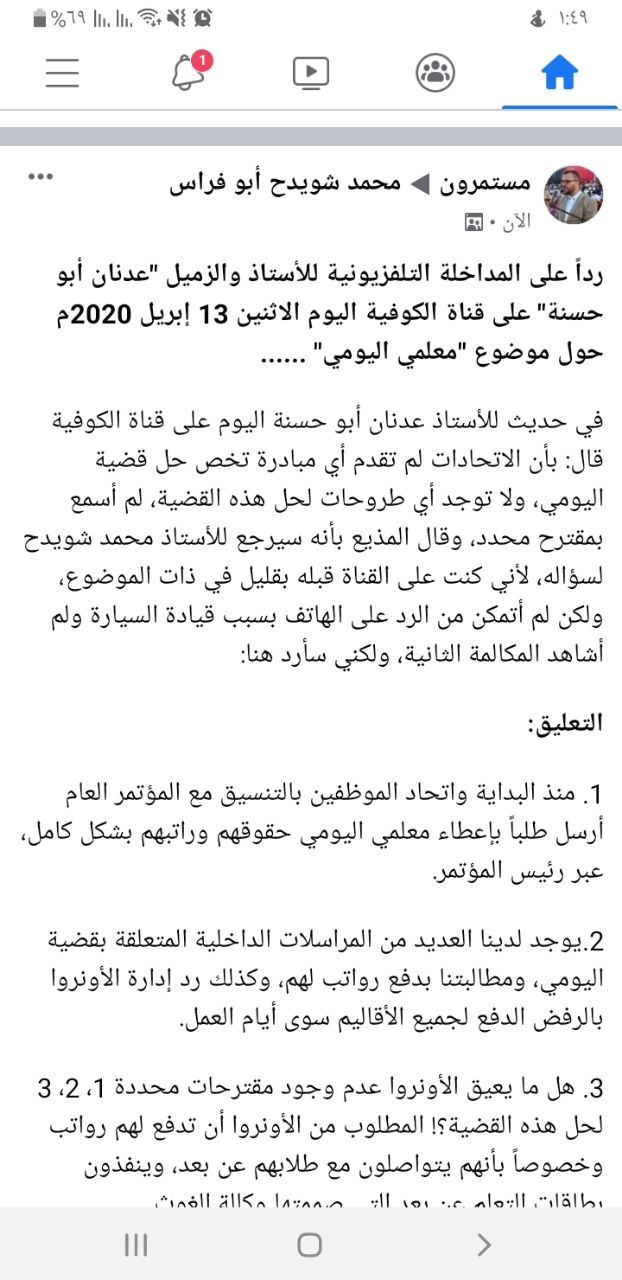 ١:٤٩
%٦٩
1
مستمرون ◀ محمد شويدح أبو فراس
الآن ·
رداً على المداخلة التلفزيونية للأستاذ والزميل "عدنان أبو
حسنة" على قناة الكوفية اليوم الاثنين 13 إبريل 2020م
حول موضوع "معلمي اليومي" ......
في حديث للأستاذ عدنان أبو حسنة اليوم على قناة الكوفية
قال: بأن الاتحادات لم تقدم أي مبادرة تخص حل قضية
اليومي، ولا توجد أي طروحات لحل هذه القضية، لم أسمع
بمقترح محدد، وقال المذيع بأنه سيرجع للأستاذ محمد شويدح
لسؤاله، لأني كنت على القناة قبله بقليل في ذات الموضوع،
ولكن لم أتمكن من الرد على الهاتف بسبب قيادة السيارة ولم
أشاهد المكالمة الثانية، ولكني سأرد هنا:
التعليق:
1. منذ البداية واتحاد الموظفين بالتنسيق مع المؤتمر العام
أرسل طلباً بإعطاء معلمي اليومي حقوقهم وراتبهم بشكل كامل،
عبر رئيس المؤتمر.
2.يوجد لدينا العديد من المراسلات الداخلية المتعلقة بقضية
اليومي، ومطالبتنا بدفع رواتب لهم، وكذلك رد إدارة الأونروا
بالرفض الدفع لجميع الأقاليم سوى أيام العمل.
3. هل ما يعيق الأونروا عدم وجود مقترحات محددة 1، 2، 3
لحل هذه القضية؟! المطلوب من الأونروا أن تدفع لهم رواتب
وخصوصاً بأنهم يتواصلون مع طلابهم عن بعد، وينفذون
بطاقات التعلم عن بعد التي صممتها وكالة الغوث